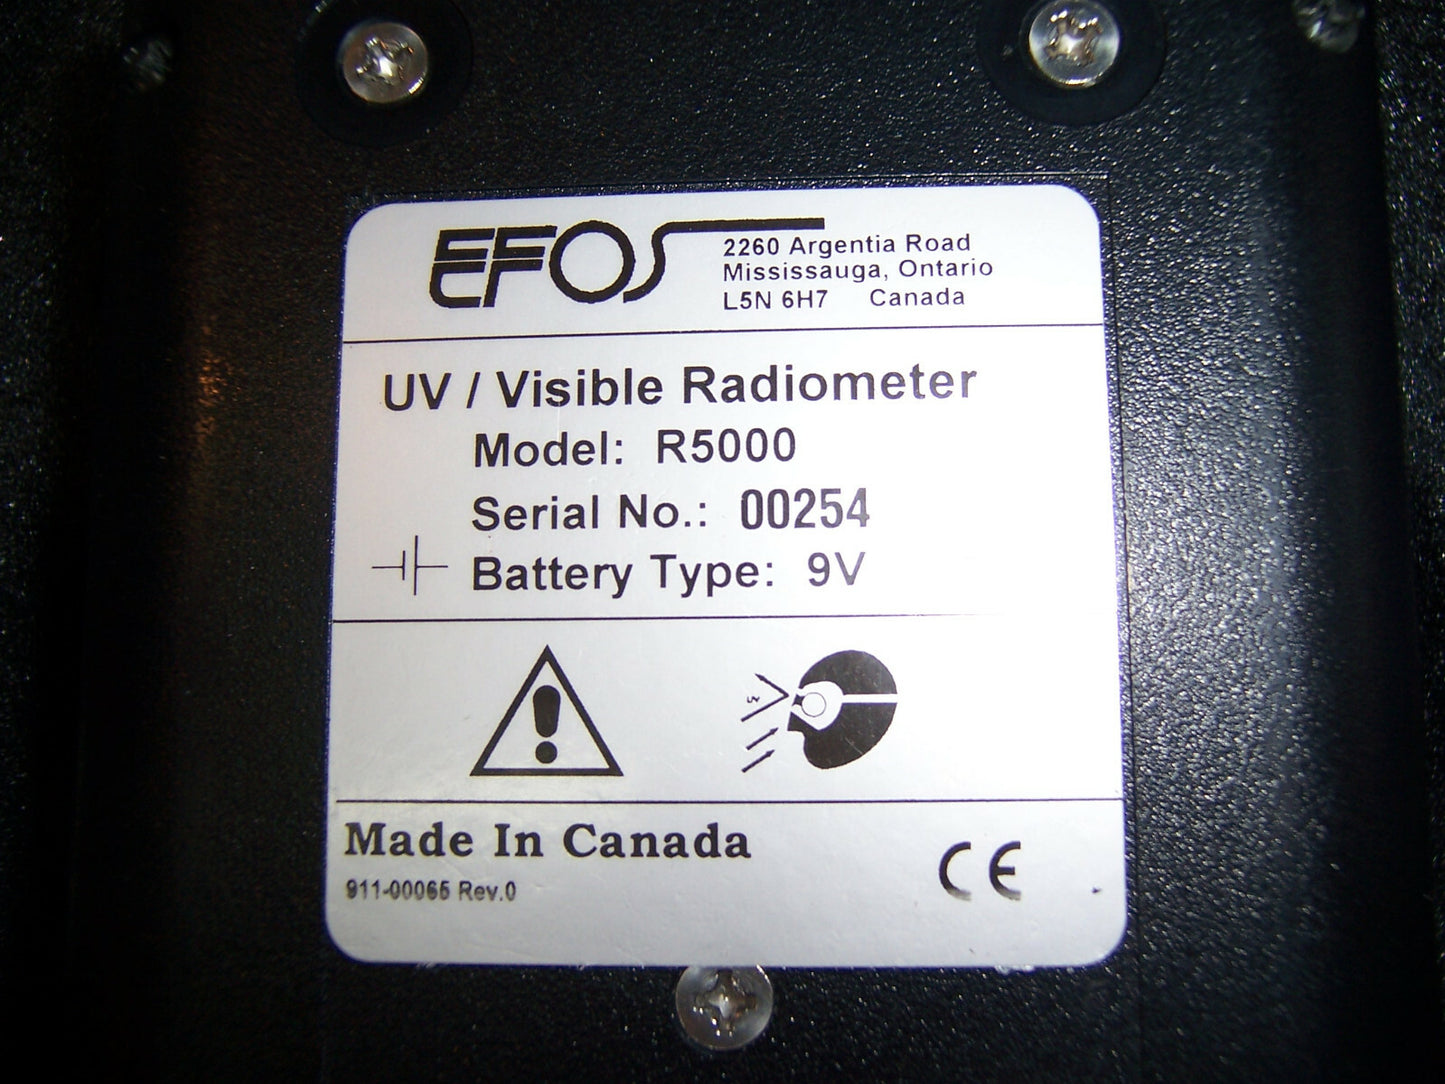 EFOS
2260 Argentia Road
Mississauga, Ontario
L5N 6H7 Canada
UV / Visible Radiometer
Model: R5000
Serial No.: 00254
Battery Type: 9V
Made In Canada
911-00065 Rev.0
CE